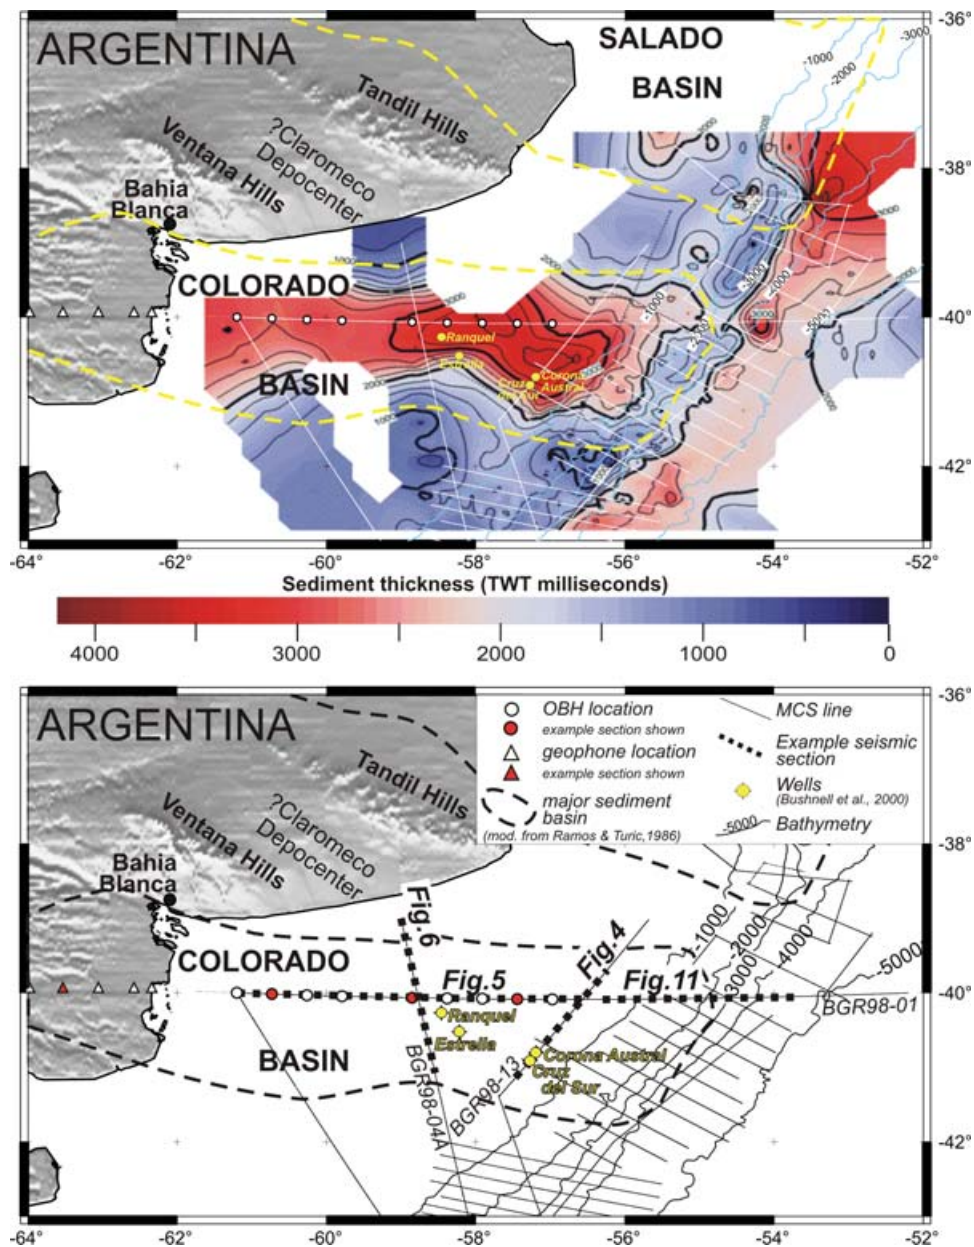 ARGENTINA
SALADO
BASIN
-36°
-38°
-40°
-42°
-1000
-2000
-3000
Tandil Hills
Ventana Hills
?Claromeco
Depocenter
Bahia
Blanca
COLORADO
BASIN
Ranquel
Estrella
Corona
Austral
Cruz
del Sur
1000
2000
3000
-1000
-2000
-3000
-4000
-5000
-64° -62° -60° -58° -56° -54° -52°
Sediment thickness (TWT milliseconds)
4000 3000 2000 1000 0
ARGENTINA
-36°
-38°
-40°
-42°
OBH location
example section shown
geophone location
example section shown
major sediment
basin
(mod. from Ramos & Turic,1986)
MCS line
Example seismic
section
Wells
(Bushnell et al., 2000)
-5000 Bathymetry
Tandil Hills
Ventana Hills
?Claromeco
Depocenter
Bahia
Blanca
COLORADO
BASIN
Fig.6
Fig.5
Fig.4
Fig.11
-1000
-2000
3000
4000
-5000
BGR98-01
Ranquel
Estrella
Corona Austral
Cruz
del Sur
BGR98-04A
BGR98-13
-64° -62° -60° -58° -56° -54° -52°